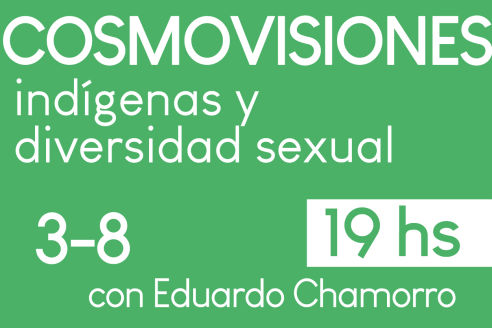 COSMOVISIONES
indígenas y
diversidad sexual
3-8
19 hs
con Eduardo Chamorro